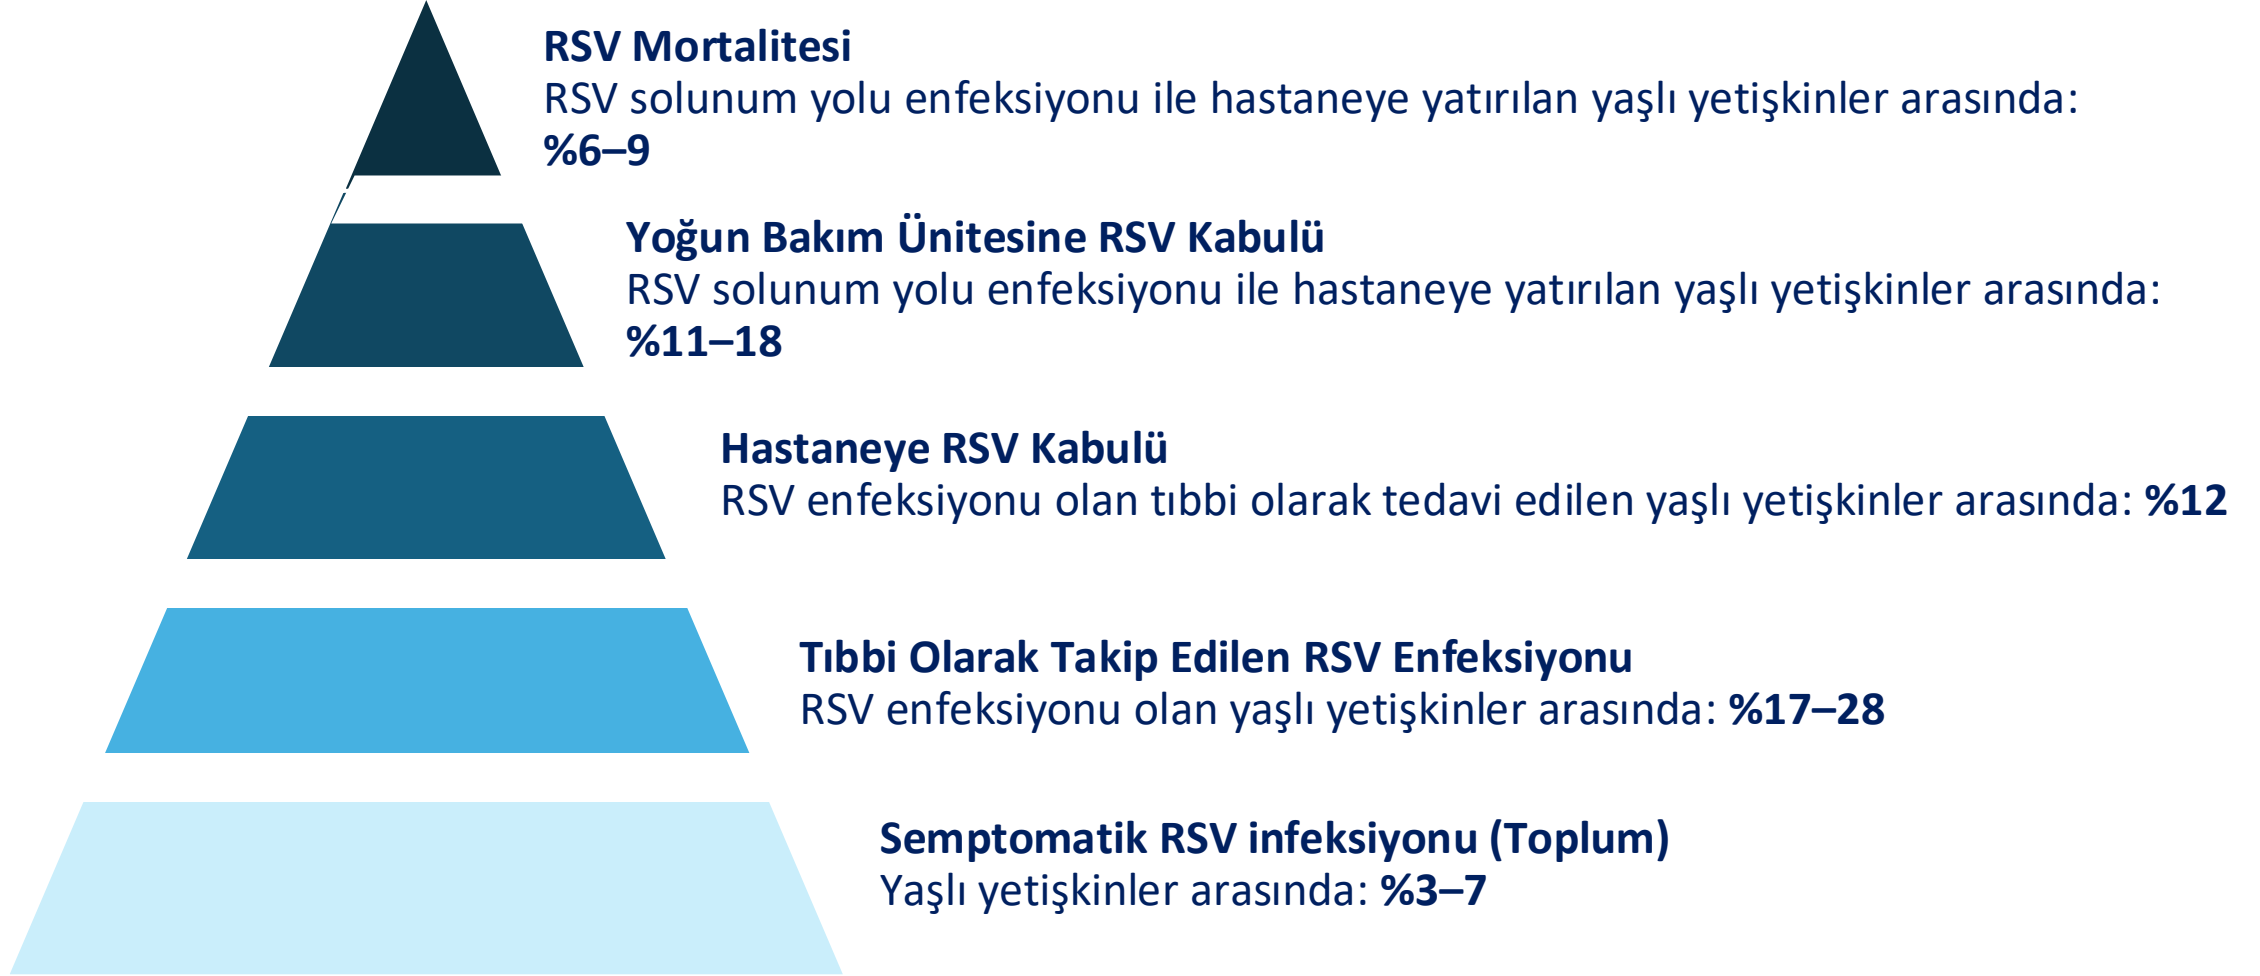 RSV Mortalitesi
RSV solunum yolu enfeksiyonu ile hastaneye yatırılan yaşlı yetişkinler arasında:
%6–9
Yoğun Bakım Ünitesine RSV Kabulü
RSV solunum yolu enfeksiyonu ile hastaneye yatırılan yaşlı yetişkinler arasında:
%11–18
Hastaneye RSV Kabulü
RSV enfeksiyonu olan tıbbi olarak tedavi edilen yaşlı yetişkinler arasında: %12
Tıbbi Olarak Takip Edilen RSV Enfeksiyonu
RSV enfeksiyonu olan yaşlı yetişkinler arasında: %17–28
Semptomatik RSV infeksiyonu (Toplum)
Yaşlı yetişkinler arasında: %3–7